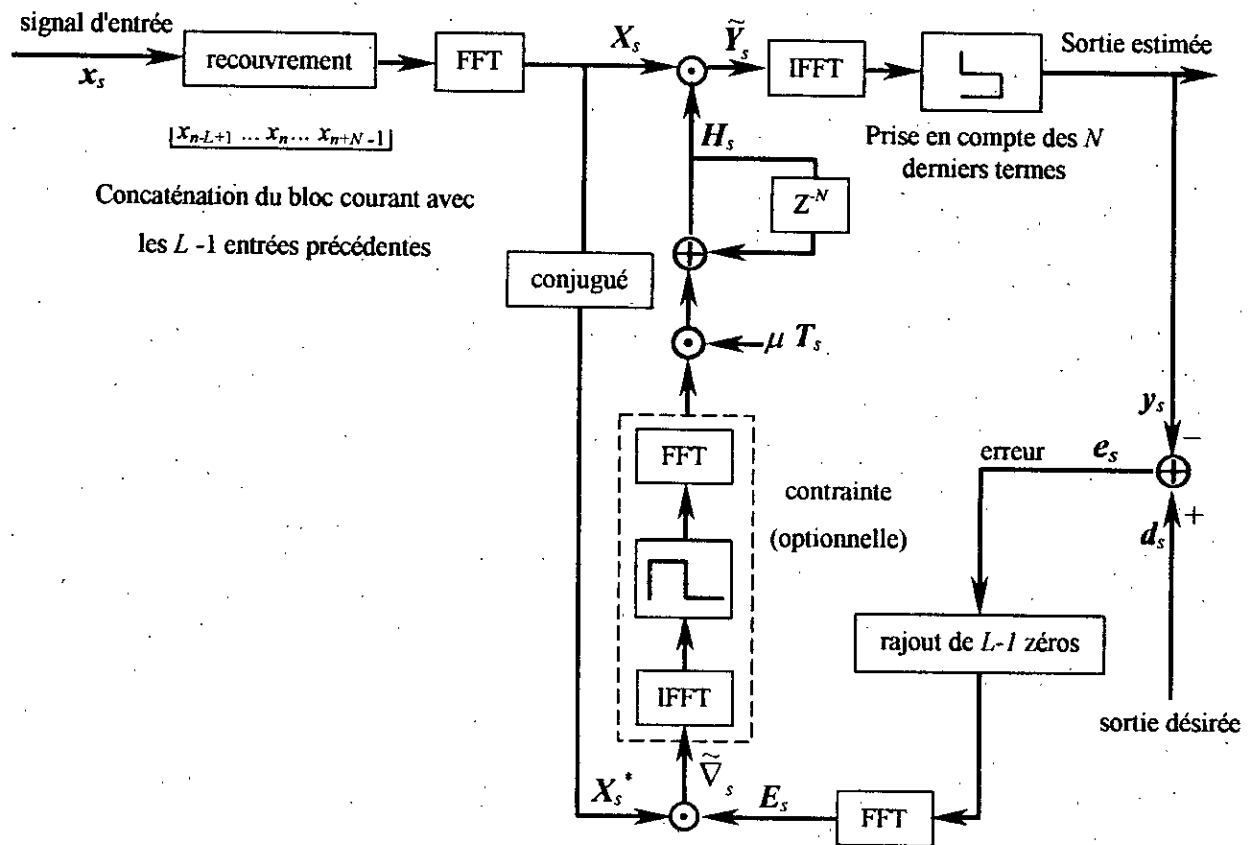 signal d'entrée
x_s
recouvrement
FFT
X_s
Ỹ_s
IFFT
Sortie estimée
x_{n-L+1} ... x_n ... x_{n+N-1}
Concaténation du bloc courant avec
les L -1 entrées précédentes
H_s
Z^{-N}
Prise en compte des N
derniers termes
conjugué
μ T_s
y_s
−
FFT
erreur
e_s
contrainte
(optionnelle)
+
d_s
rajout de L-1 zéros
IFFT
sortie désirée
∇̃_s
X_s^*
E_s
FFT